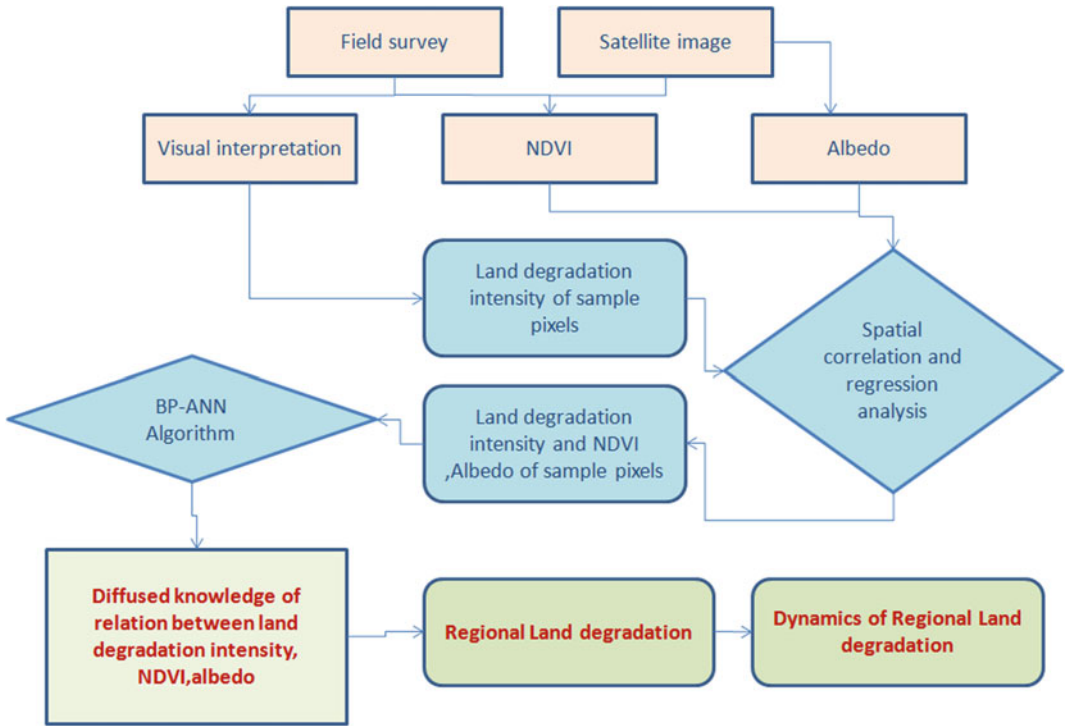 Field survey
Satellite image
Visual interpretation
NDVI
Albedo
Land degradation
intensity of sample
pixels
Spatial
correlation and
regression
analysis
BP-ANN
Algorithm
Land degradation
intensity and NDVI
,Albedo of sample pixels
Diffused knowledge of
relation between land
degradation intensity,
NDVI,albedo
Regional Land degradation
Dynamics of Regional Land
degradation